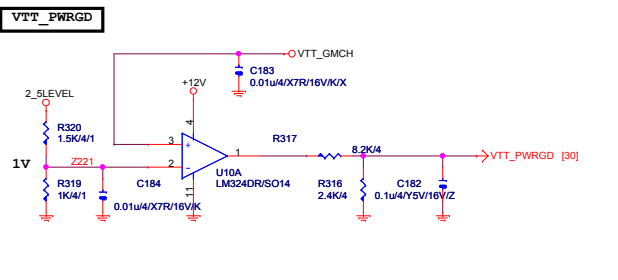 VTT_PWRGD
VTT_GMCH
C183
0.01u/4/X7R/16V/K/X
+12V
2_5LEVEL
R320
1.5K/4/1
4
3
+
R317
8.2K/4
1V
Z221
2
-
1
VTT_PWRGD [30]
U10A
LM324DR/SO14
11
R319
1K/4/1
C184
0.01u/4/X7R/16V/K
R316
2.4K/4
C182
0.1u/4/Y5V/16V/Z